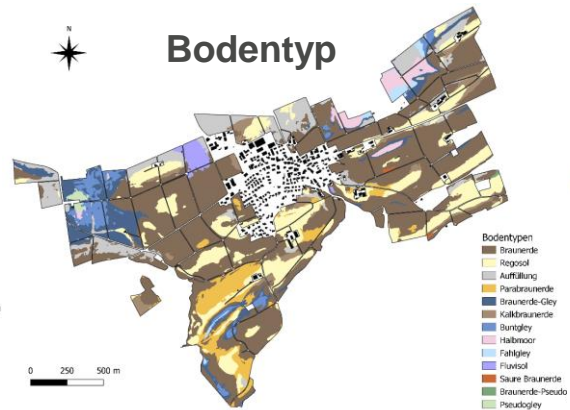 Bodentyp
Bodentypen
Braunerde
Regosol
Auffüllung
Parabraunerde
Braunerde-Gley
Kalkbraunerde
Buntgley
Halbmoor
Fahlgley
Fluvisol
Saure Braunerde
Braunerde-Pseudo
Pseudogley
0 250 500 m